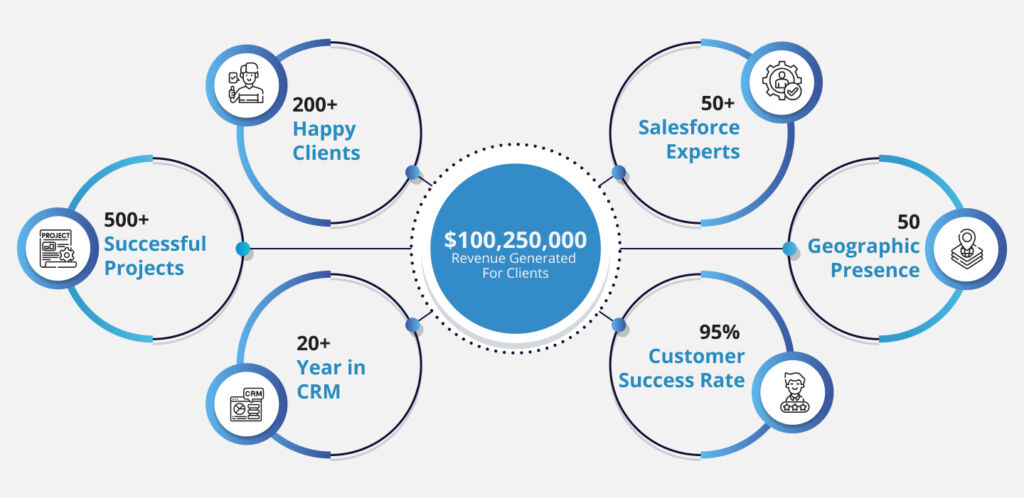 200+
Happy
Clients
50+
Salesforce
Experts
500+
Successful
Projects
PROJECT
$100,250,000
Revenue Generated
For Clients
50
Geographic
Presence
20+
Year in
CRM
CRM
95%
Customer
Success Rate